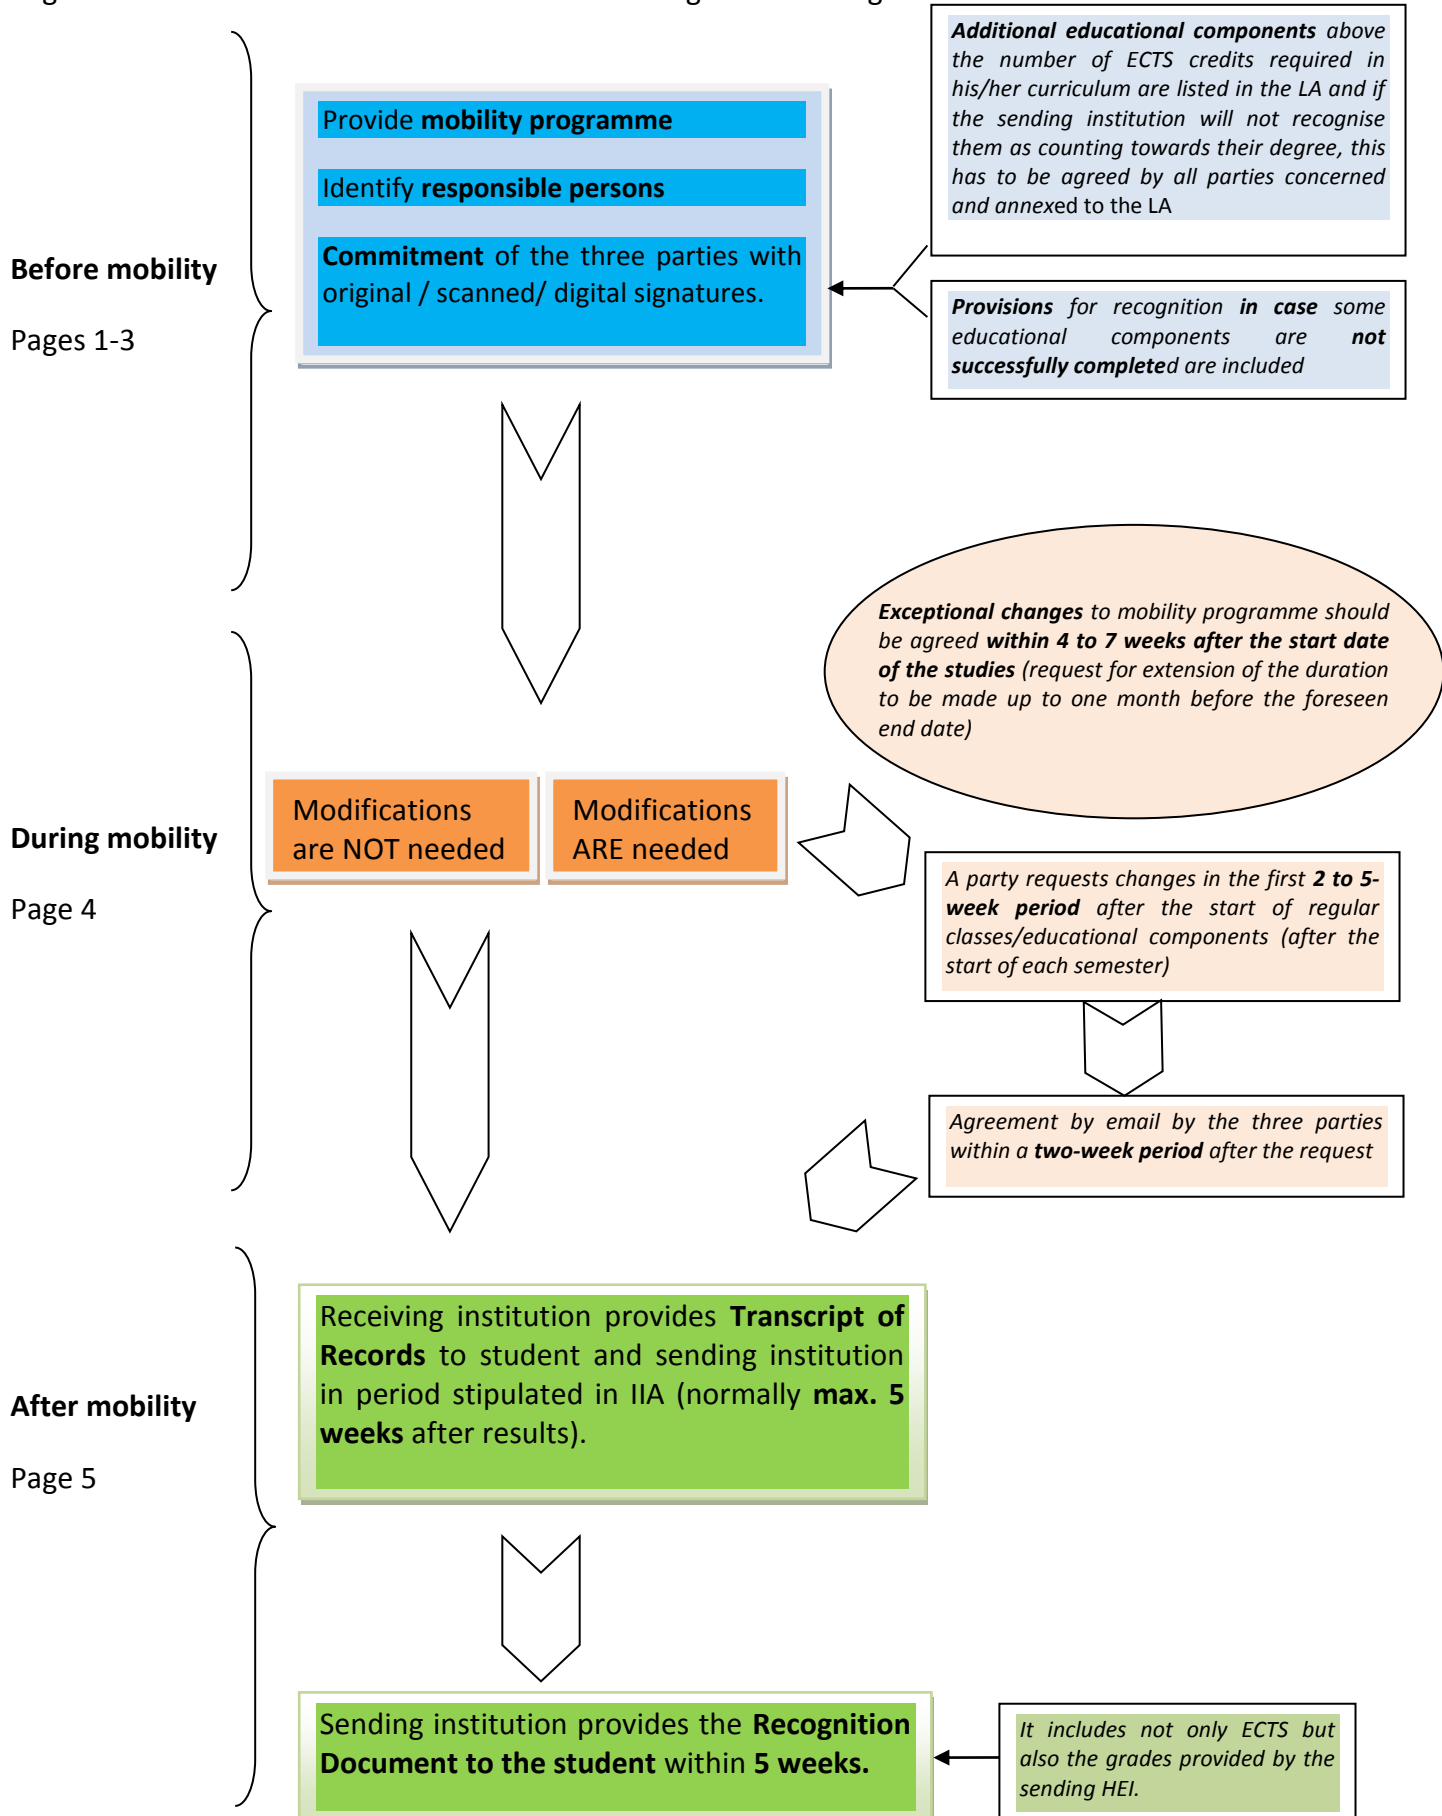 Additional educational components above
the number of ECTS credits required in
his/her curriculum are listed in the LA and if
the sending institution will not recognise
them as counting towards their degree, this
has to be agreed by all parties concerned
and annexed to the LA
Provide mobility programme
Identify responsible persons
Commitment of the three parties with
original / scanned/ digital signatures.
Before mobility
Pages 1-3
Provisions for recognition in case some
educational components are not
successfully completed are included
Exceptional changes to mobility programme should
be agreed within 4 to 7 weeks after the start date
of the studies (request for extension of the duration
to be made up to one month before the foreseen
end date)
During mobility
Page 4
Modifications
are NOT needed
Modifications
ARE needed
A party requests changes in the first 2 to 5-
week period after the start of regular
classes/educational components (after the
start of each semester)
Agreement by email by the three parties
within a two-week period after the request
After mobility
Page 5
Receiving institution provides Transcript of
Records to student and sending institution
in period stipulated in IIA (normally max. 5
weeks after results).
Sending institution provides the Recognition
Document to the student within 5 weeks.
It includes not only ECTS but
also the grades provided by the
sending HEI.